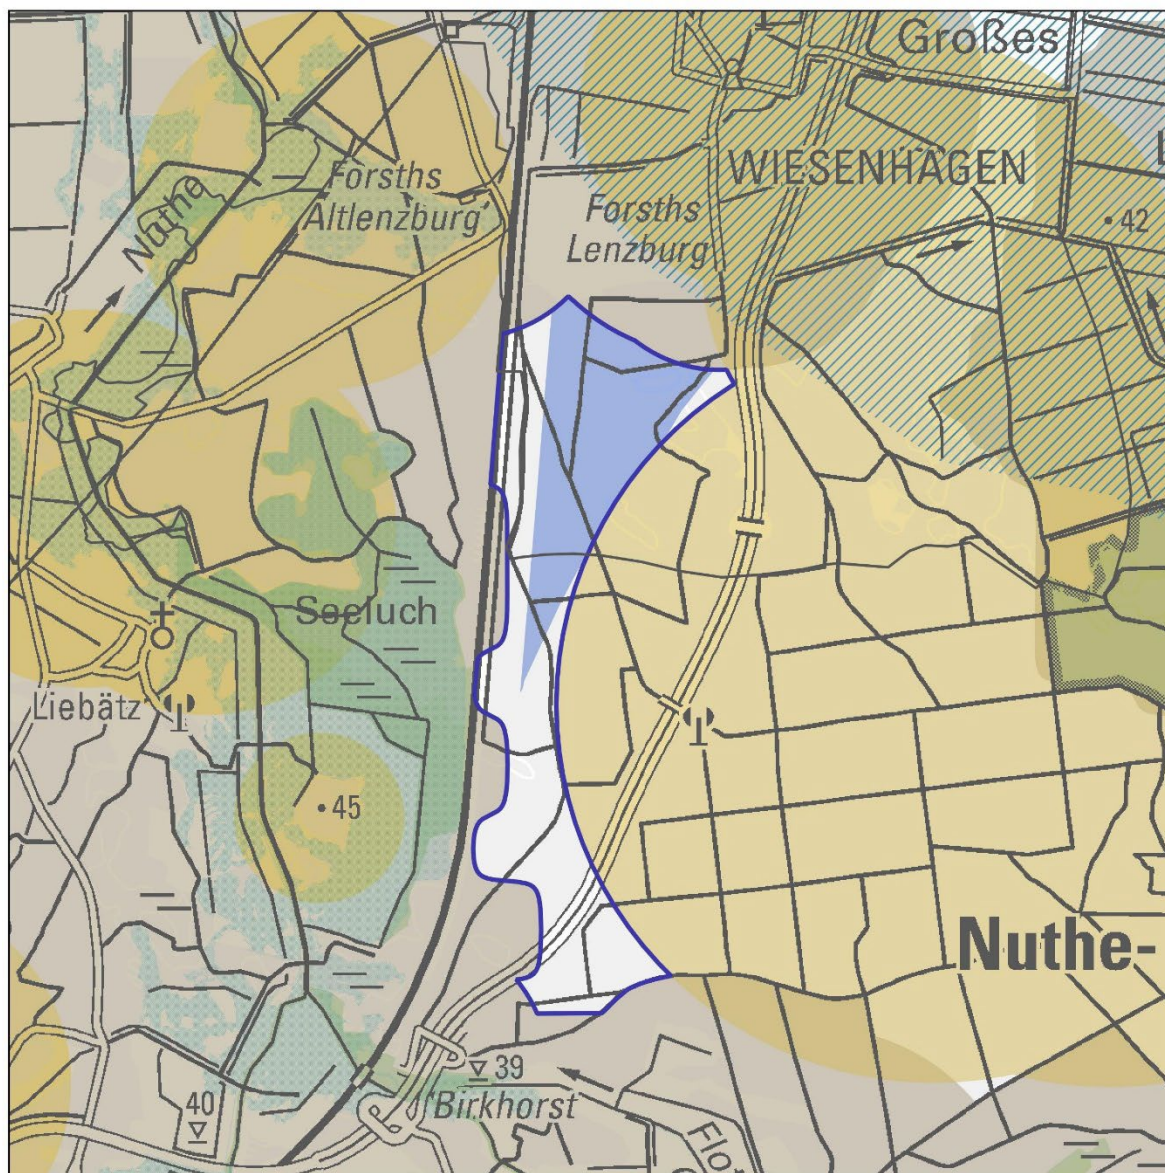 Großes
WIESENHAGEN
Forsths
Altlenzburg
Forsths
Lenzburg
Nuthe
42
Seeluch
Liebätz
45
Nuthe-
39
Birkhorst
40